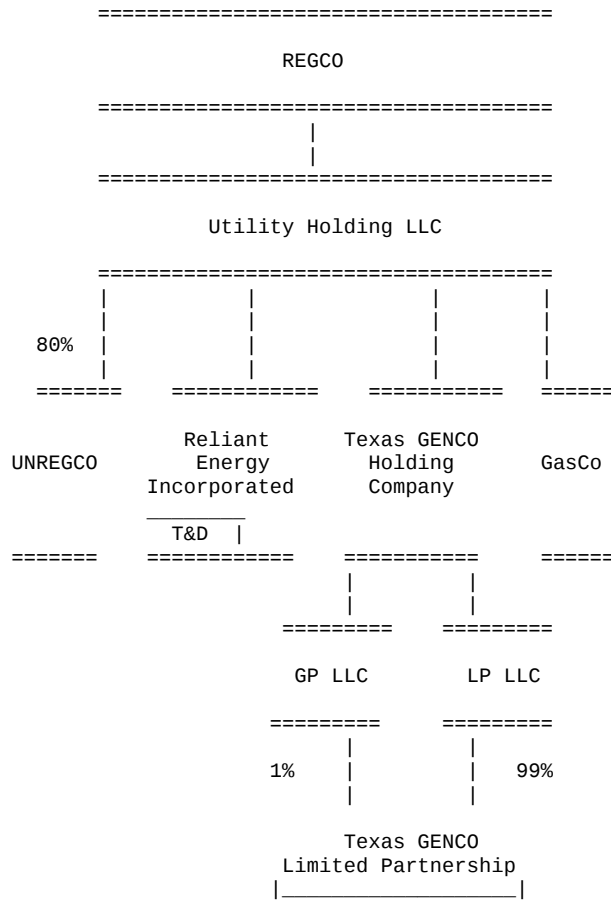 REGCO
Utility Holding LLC
80%
Reliant Texas GENCO
UNREGCO Energy Holding GasCo
Incorporated Company
T&D
GP LLC LP LLC
1% 99%
Texas GENCO
Limited Partnership